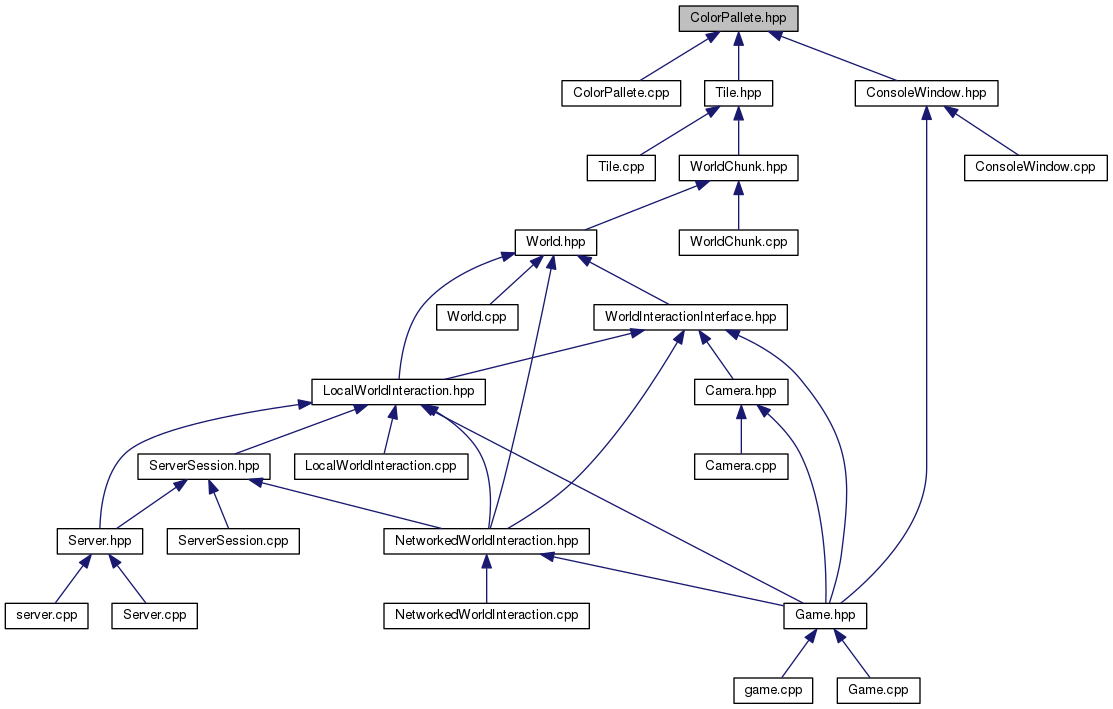 ColorPallete.hpp
ColorPallete.cpp
Tile.hpp
ConsoleWindow.hpp
Tile.cpp
WorldChunk.hpp
ConsoleWindow.cpp
World.hpp
WorldChunk.cpp
World.cpp
WorldInteractionInterface.hpp
LocalWorldInteraction.hpp
Camera.hpp
ServerSession.hpp
LocalWorldInteraction.cpp
Camera.cpp
Server.hpp
ServerSession.cpp
NetworkedWorldInteraction.hpp
server.cpp
Server.cpp
NetworkedWorldInteraction.cpp
Game.hpp
game.cpp
Game.cpp